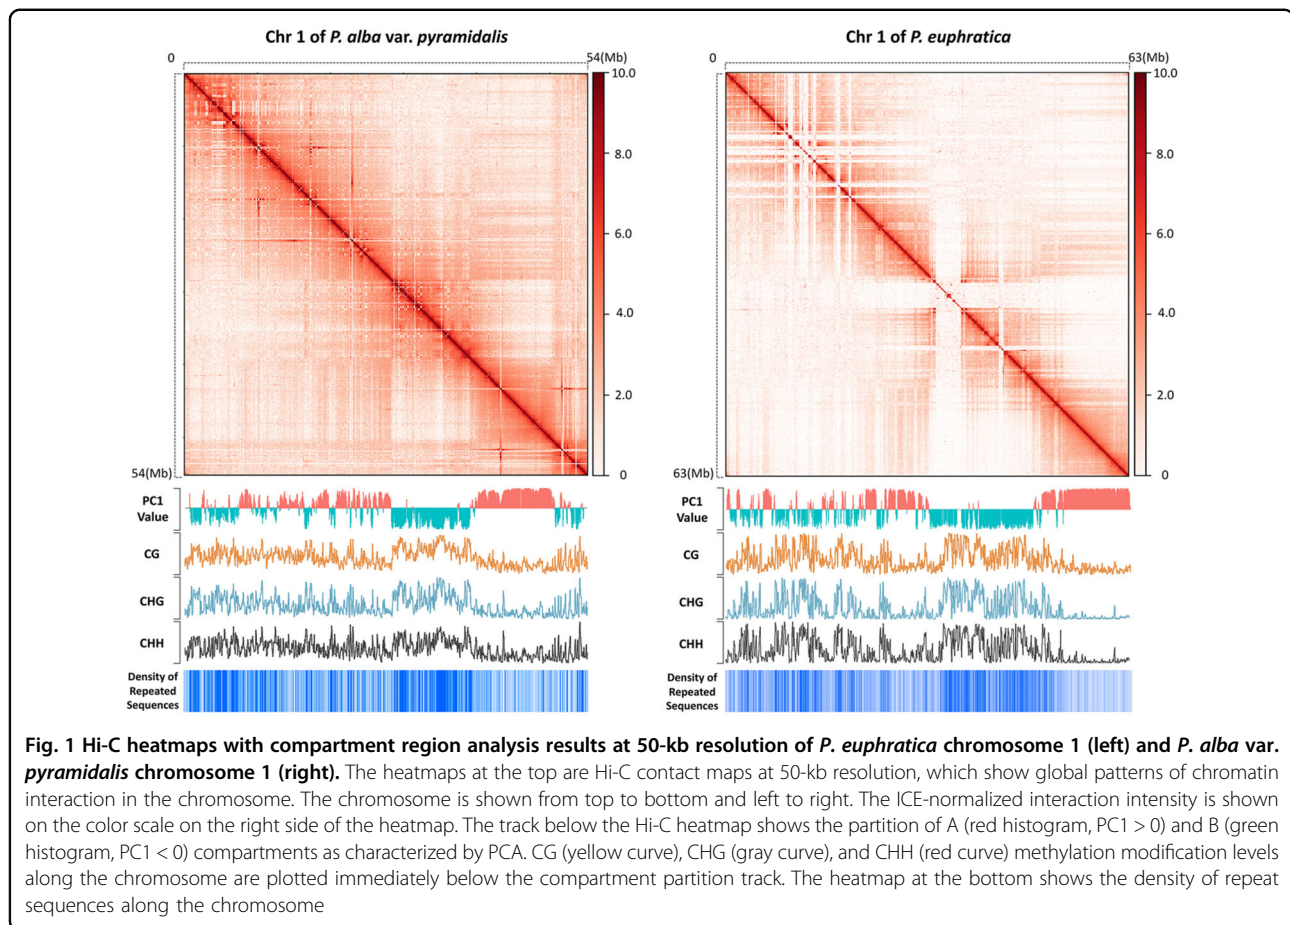 Chr 1 of P. alba var. pyramidalis
0
54(Mb)
10.0
8.0
6.0
4.0
2.0
0
54(Mb)
PC1
Value
CG
CHG
CHH
Density of
Repeated
Sequences
Chr 1 of P. euphratica
0
63(Mb)
10.0
8.0
6.0
4.0
2.0
0
63(Mb)
PC1
Value
CG
CHG
CHH
Density of
Repeated
Sequences
Fig. 1 Hi-C heatmaps with compartment region analysis results at 50-kb resolution of P. euphratica chromosome 1 (left) and P. alba var.
pyramidalis chromosome 1 (right). The heatmaps at the top are Hi-C contact maps at 50-kb resolution, which show global patterns of chromatin
interaction in the chromosome. The chromosome is shown from top to bottom and left to right. The ICE-normalized interaction intensity is shown
on the color scale on the right side of the heatmap. The track below the Hi-C heatmap shows the partition of A (red histogram, PC1 > 0) and B (green
histogram, PC1 < 0) compartments as characterized by PCA. CG (yellow curve), CHG (gray curve), and CHH (red curve) methylation modification levels
along the chromosome are plotted immediately below the compartment partition track. The heatmap at the bottom shows the density of repeat
sequences along the chromosome